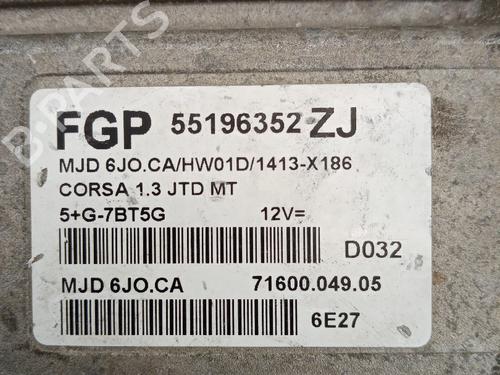 B-PARTS
FGP 55196352 ZJ
MJD 6JO.CA/HW01D/1413-X186
CORSA 1.3 JTD MT
5+G-7BT5G 12V=
D032
MJD 6JO.CA 71600.049.05
6E27